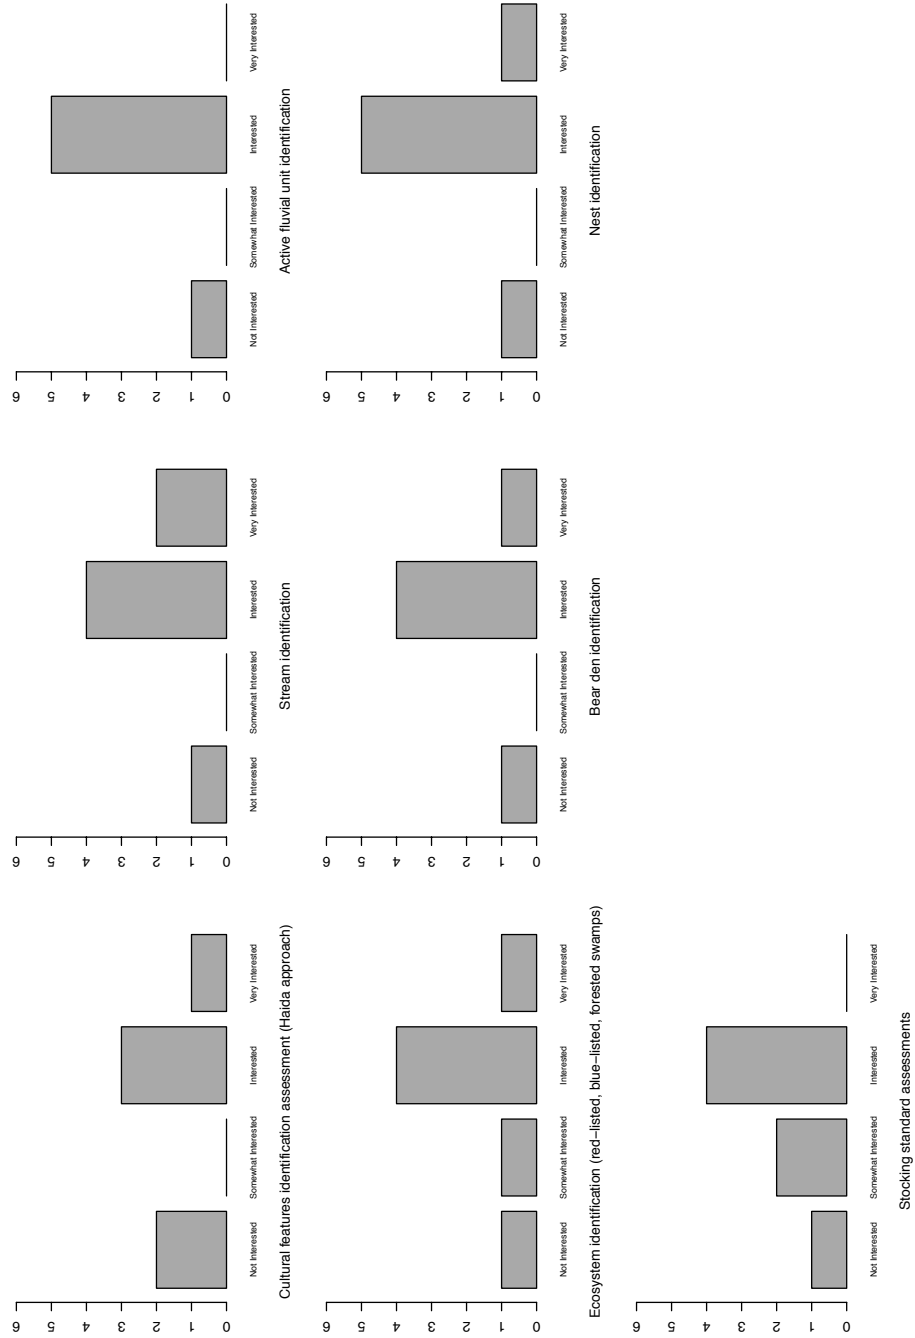 6
5
4
3
2
1
0
Not Interested
Somewhat Interested
Interested
Very Interested
Cultural features identification assessment (Haida approach)
6
5
4
3
2
1
0
Not Interested
Somewhat Interested
Interested
Very Interested
Stream identification
6
5
4
3
2
1
0
Not Interested
Somewhat Interested
Interested
Very Interested
Active fluvial unit identification
6
5
4
3
2
1
0
Not Interested
Somewhat Interested
Interested
Very Interested
Ecosystem identification (red−listed, blue−listed, forested swamps)
6
5
4
3
2
1
0
Not Interested
Somewhat Interested
Interested
Very Interested
Bear den identification
6
5
4
3
2
1
0
Not Interested
Somewhat Interested
Interested
Very Interested
Nest identification
6
5
4
3
2
1
0
Not Interested
Somewhat Interested
Interested
Very Interested
Stocking standard assessments